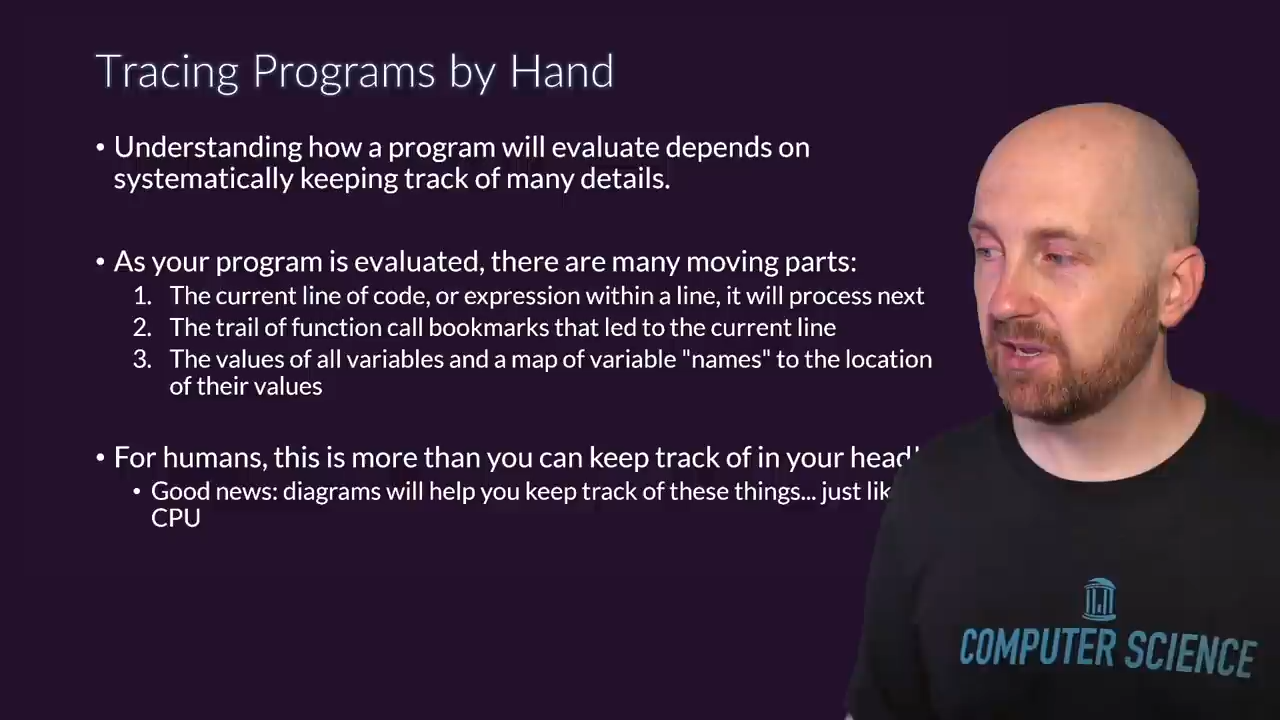 Tracing Programs by Hand
• Understanding how a program will evaluate depends on
systematically keeping track of many details.
• As your program is evaluated, there are many moving parts:
1. The current line of code, or expression within a line, it will process next
2. The trail of function call bookmarks that led to the current line
3. The values of all variables and a map of variable "names" to the location
of their values
• For humans, this is more than you can keep track of in your head!
• Good news: diagrams will help you keep track of these things... just
CPU
COMPUTER SCIENCE